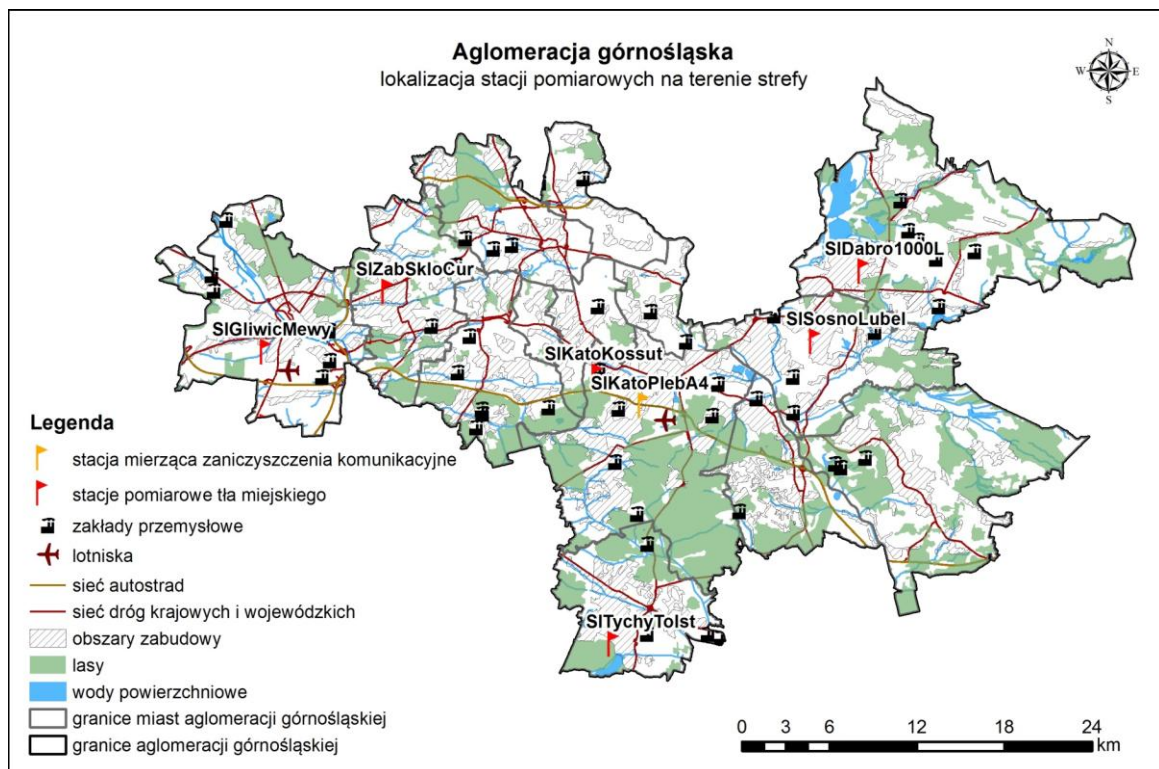 Aglomeracja górnośląska
lokalizacja stacji pomiarowych na terenie strefy
N
W E
S
SlDabro1000L
SlZabSkloCur
SlSosnoLubel
SlGliwicMewy
SlKatoKossut
SlKatoPlebA4
SlTychyTolst
Legenda
stacja mierząca zaniczyszczenia komunikacyjne
stacje pomiarowe tła miejskiego
zakłady przemysłowe
lotniska
sieć autostrad
sieć dróg krajowych i wojewódzkich
obszary zabudowy
lasy
wody powierzchniowe
granice miast aglomeracji górnośląskiej
granice aglomeracji górnośląskiej
0 3 6 12 18 24
km